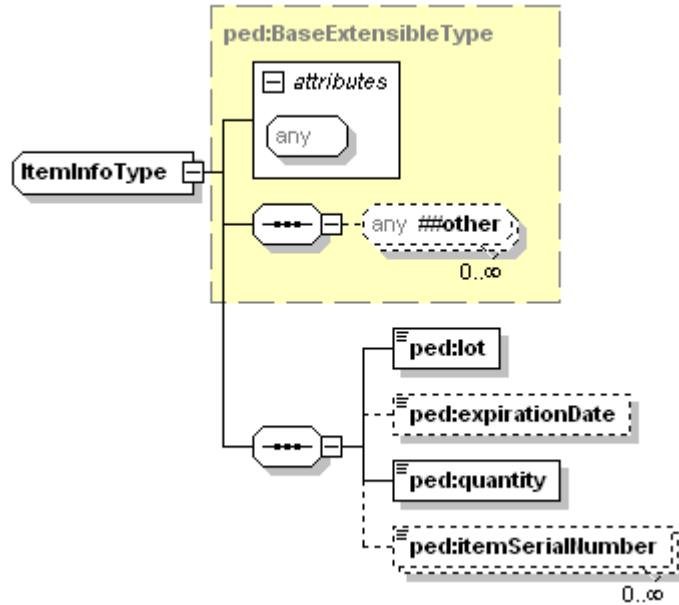 ped:BaseExtensibleType
attributes
any
ItemInfoType
any ##other
0..∞
ped:lot
ped:expirationDate
ped:quantity
ped:itemSerialNumber
0..∞